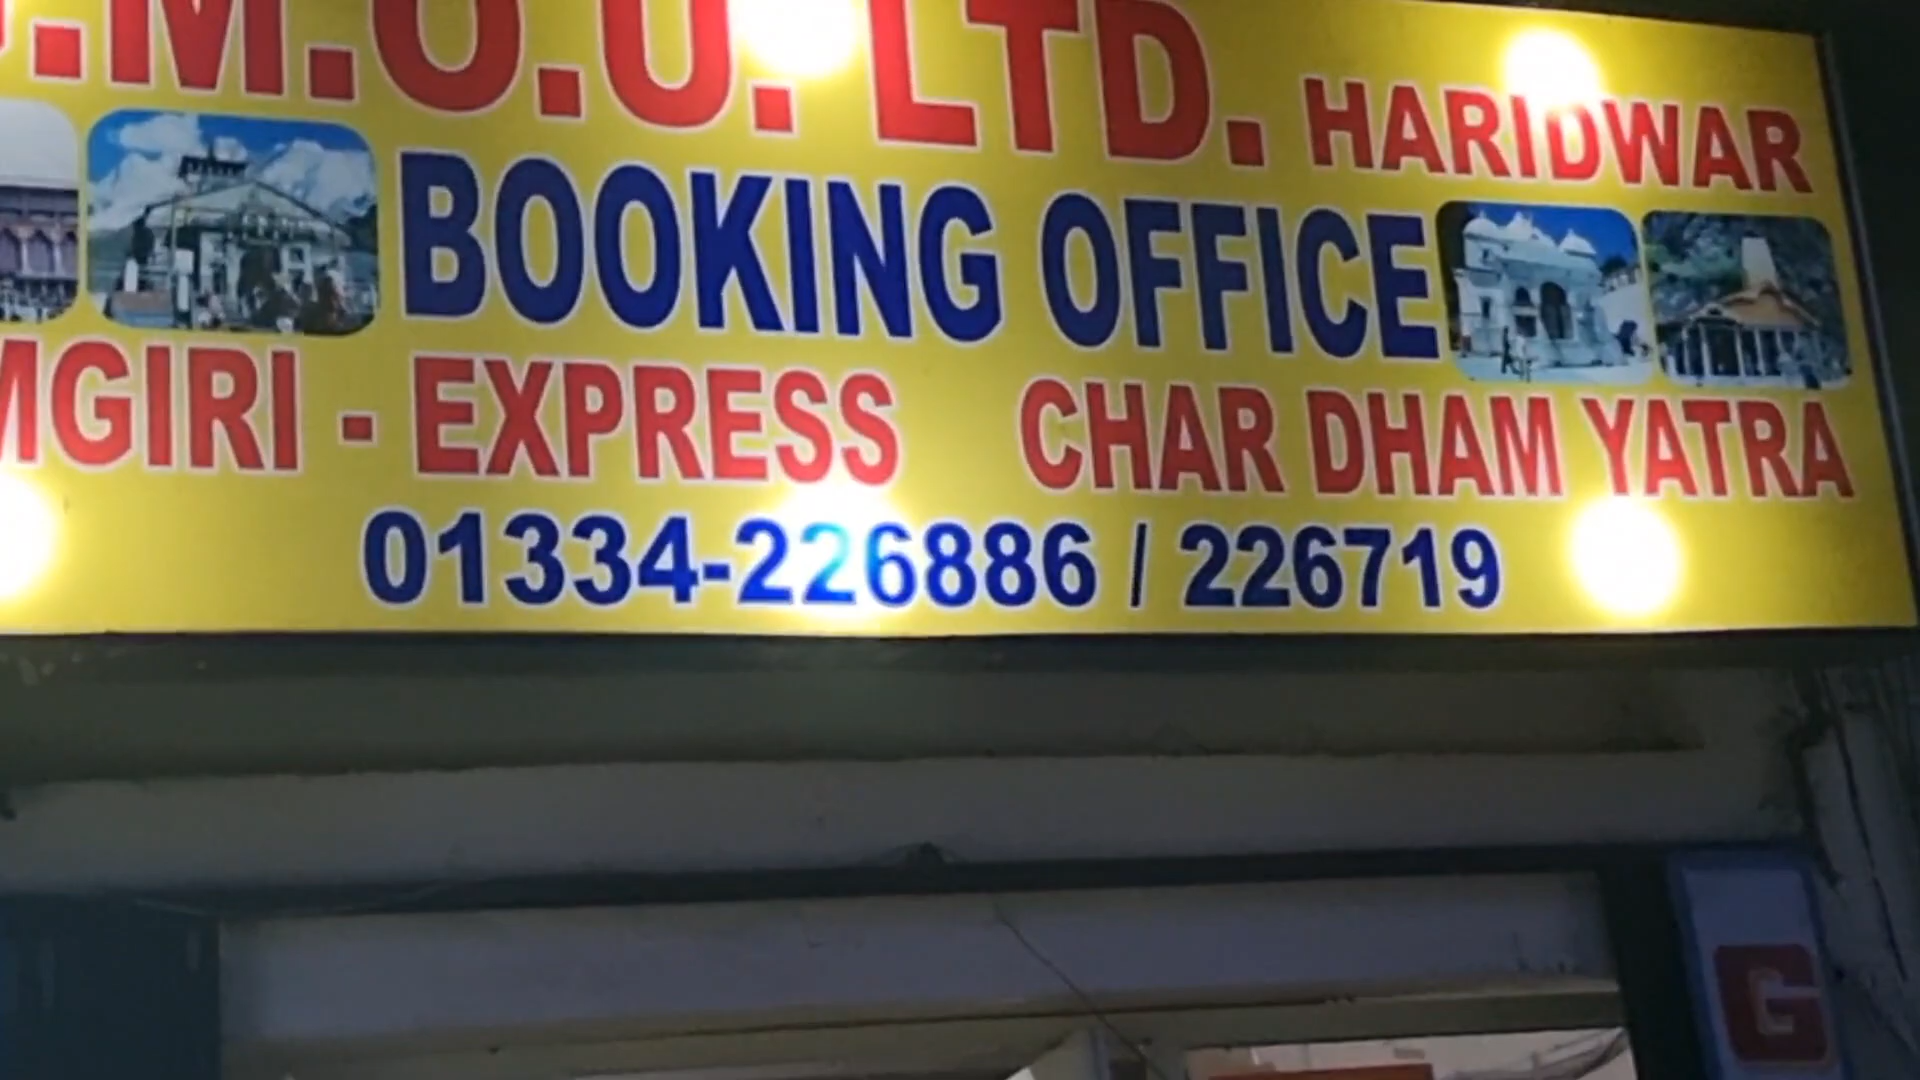 .M.O.U. LTD. HARIDWAR
BOOKING OFFICE
MGIRI - EXPRESS CHAR DHAM YATRA
01334-226886 / 226719
G